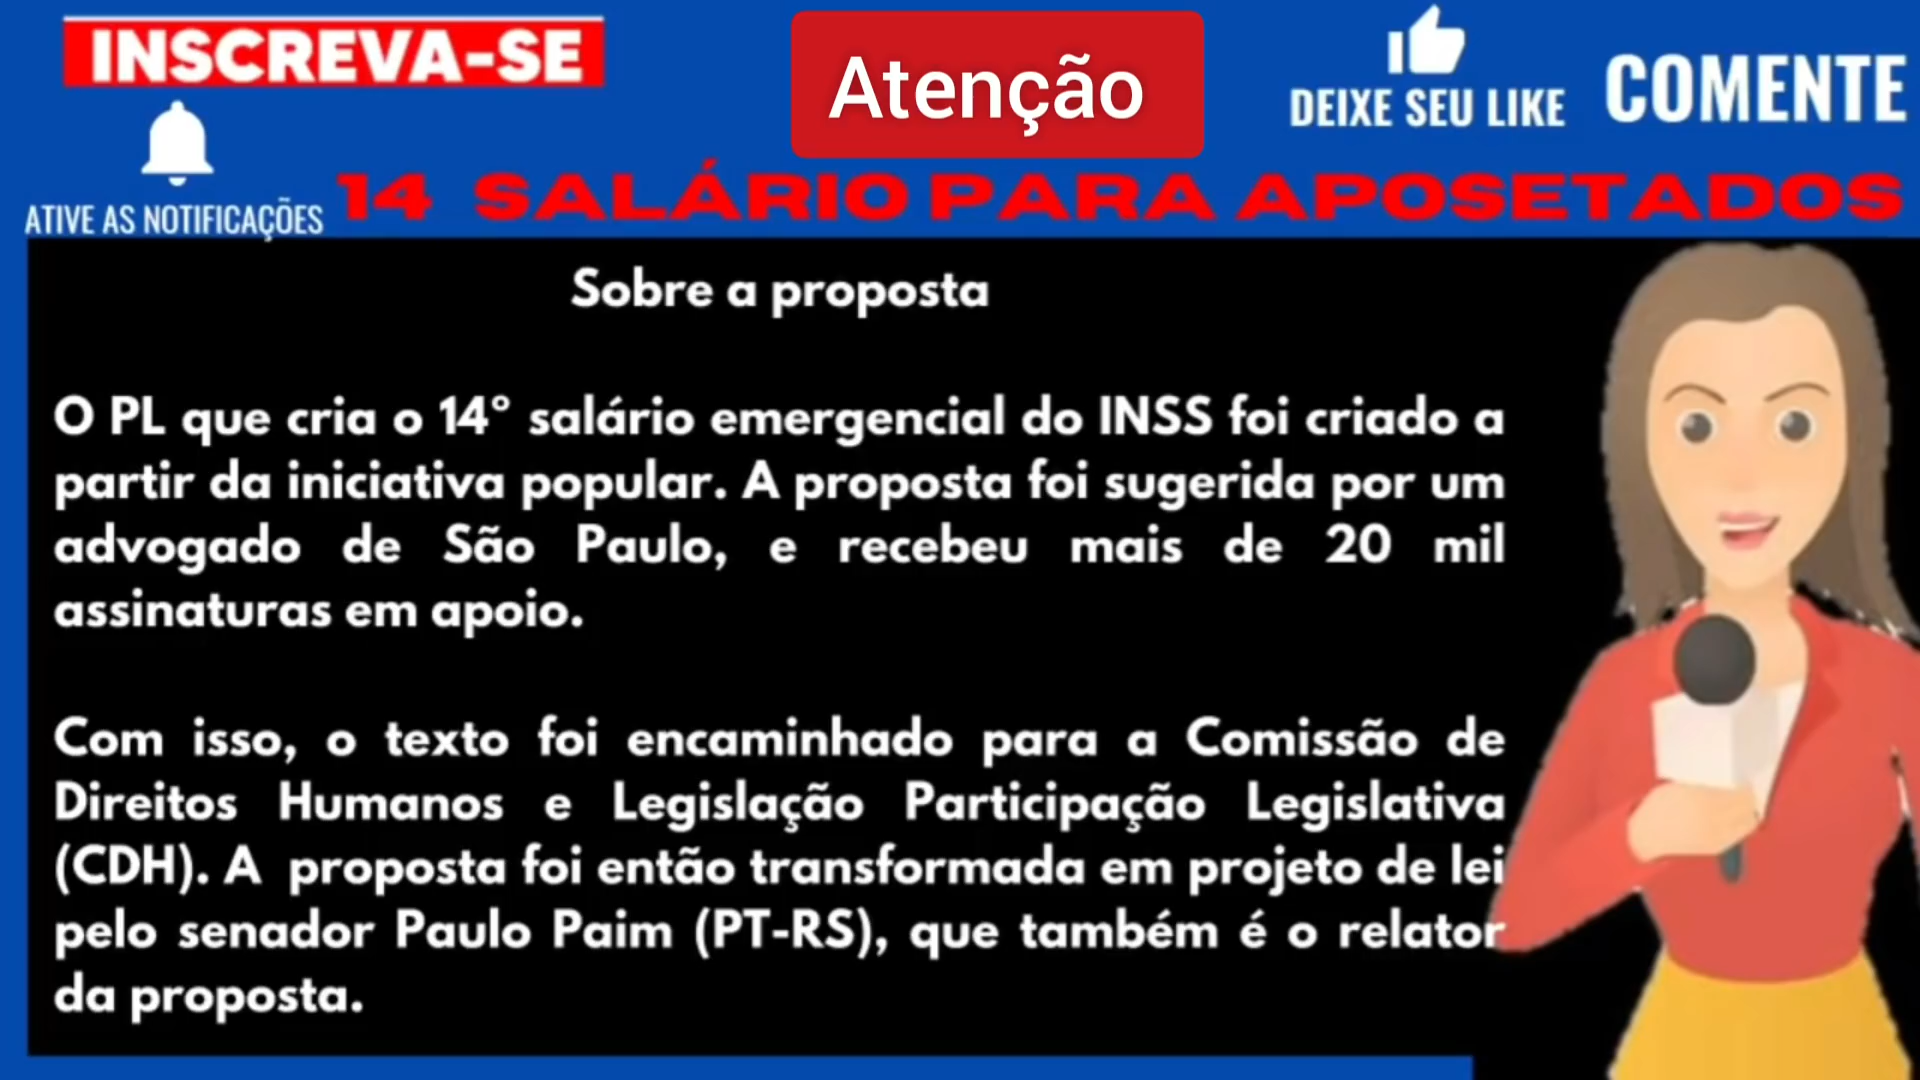 INSCREVA-SE
Atenção
DEIXE SEU LIKE
COMENTE
ATIVE AS NOTIFICAÇÕES
14 SALÁRIO PARA APOSETADOS
Sobre a proposta
O PL que cria o 14º salário emergencial do INSS foi criado a
partir da iniciativa popular. A proposta foi sugerida por um
advogado de São Paulo, e recebeu mais de 20 mil
assinaturas em apoio.
Com isso, o texto foi encaminhado para a Comissão de
Direitos Humanos e Legislação Participação Legislativa
(CDH). A proposta foi então transformada em projeto de lei
pelo senador Paulo Paim (PT-RS), que também é o relator
da proposta.